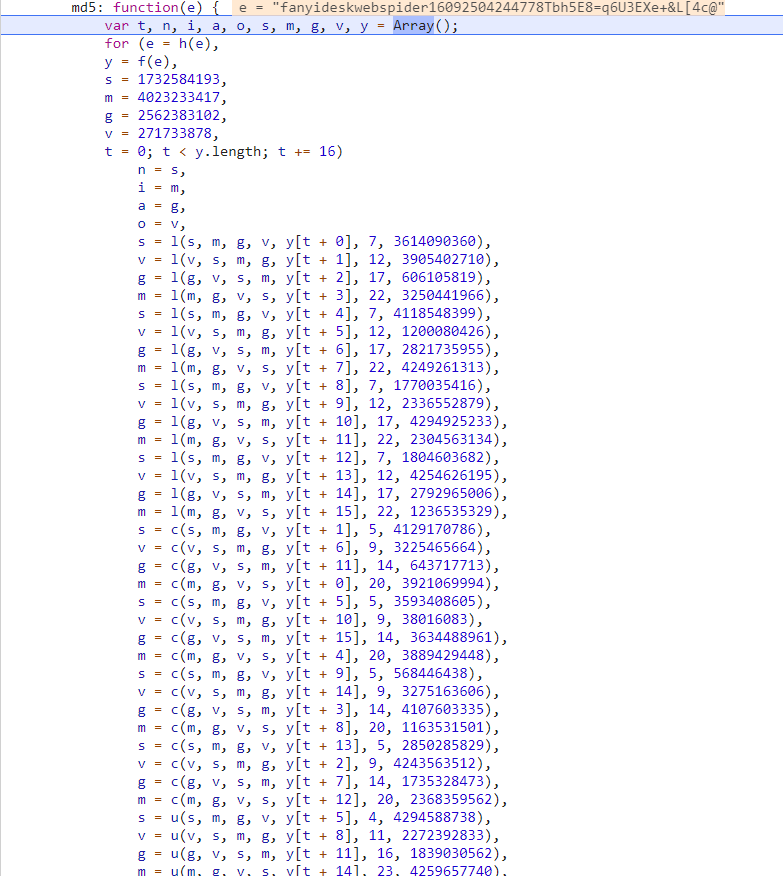 md5: function(e) { e = "fanyideskwebspider16092504244778Tbh5E8=q6U3EXe+&L[4c@"
var t, n, i, a, o, s, m, g, v, y = Array();
for (e = h(e),
y = f(e),
s = 1732584193,
m = 4023233417,
g = 2562383102,
v = 271733878,
t = 0; t < y.length; t += 16)
n = s,
i = m,
a = g,
o = v,
s = l(s, m, g, v, y[t + 0], 7, 3614090360),
v = l(v, s, m, g, y[t + 1], 12, 3905402710),
g = l(g, v, s, m, y[t + 2], 17, 606105819),
m = l(m, g, v, s, y[t + 3], 22, 3250441966),
s = l(s, m, g, v, y[t + 4], 7, 4118548399),
v = l(v, s, m, g, y[t + 5], 12, 1200080426),
g = l(g, v, s, m, y[t + 6], 17, 2821735955),
m = l(m, g, v, s, y[t + 7], 22, 4249261313),
s = l(s, m, g, v, y[t + 8], 7, 1770035416),
v = l(v, s, m, g, y[t + 9], 12, 2336552879),
g = l(g, v, s, m, y[t + 10], 17, 4294925233),
m = l(m, g, v, s, y[t + 11], 22, 2304563134),
s = l(s, m, g, v, y[t + 12], 7, 1804603682),
v = l(v, s, m, g, y[t + 13], 12, 4254626195),
g = l(g, v, s, m, y[t + 14], 17, 2792965006),
m = l(m, g, v, s, y[t + 15], 22, 1236535329),
s = c(s, m, g, v, y[t + 1], 5, 4129170786),
v = c(v, s, m, g, y[t + 6], 9, 3225465664),
g = c(g, v, s, m, y[t + 11], 14, 643717713),
m = c(m, g, v, s, y[t + 0], 20, 3921069994),
s = c(s, m, g, v, y[t + 5], 5, 3593408605),
v = c(v, s, m, g, y[t + 10], 9, 38016083),
g = c(g, v, s, m, y[t + 15], 14, 3634488961),
m = c(m, g, v, s, y[t + 4], 20, 3889429448),
s = c(s, m, g, v, y[t + 9], 5, 568446438),
v = c(v, s, m, g, y[t + 14], 9, 3275163606),
g = c(g, v, s, m, y[t + 3], 14, 4107603335),
m = c(m, g, v, s, y[t + 8], 20, 1163531501),
s = c(s, m, g, v, y[t + 13], 5, 2850285829),
v = c(v, s, m, g, y[t + 2], 9, 4243563512),
g = c(g, v, s, m, y[t + 7], 14, 1735328473),
m = c(m, g, v, s, y[t + 12], 20, 2368359562),
s = u(s, m, g, v, y[t + 5], 4, 4294588738),
v = u(v, s, m, g, y[t + 8], 11, 2272392833),
g = u(g, v, s, m, y[t + 11], 16, 1839030562),
m = u(m, g, v, s, y[t + 14], 23, 4259657740),